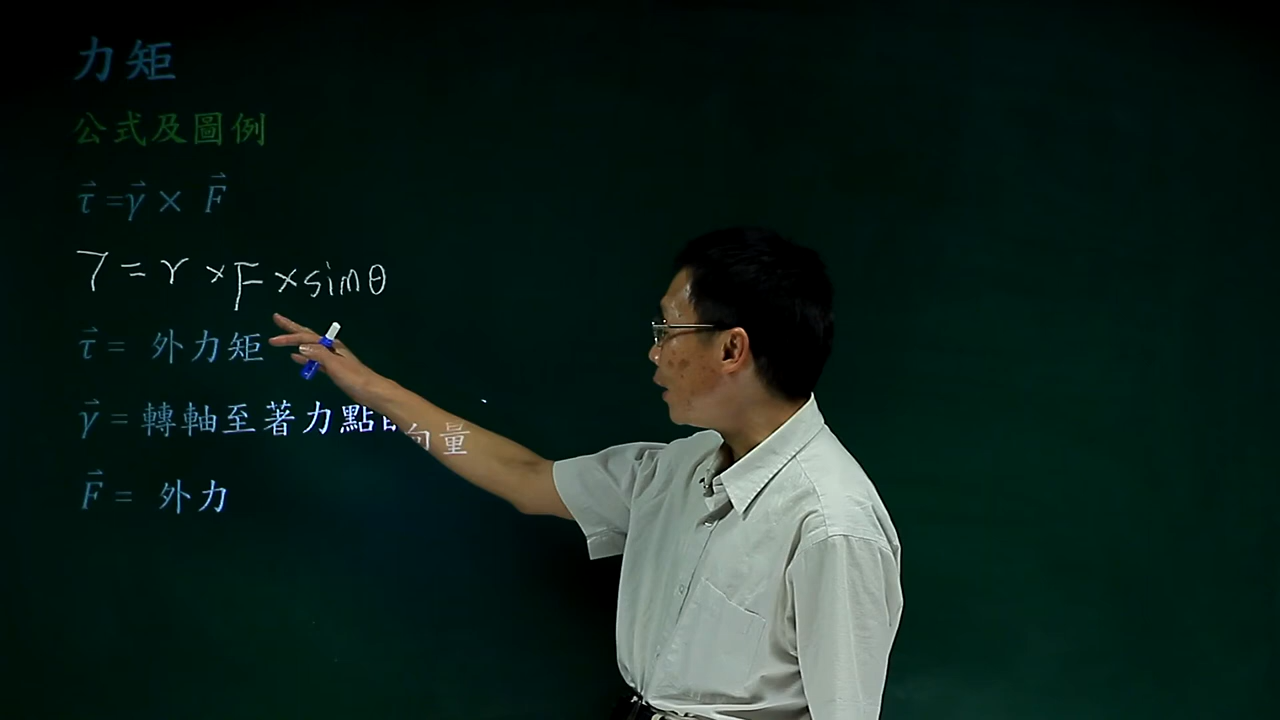 力矩
公式及圖例
τ⃗ =γ⃗ × F⃗
τ = r × F × sinθ
τ⃗ = 外力矩
γ⃗ = 轉軸至著力點 向量
F⃗ = 外力